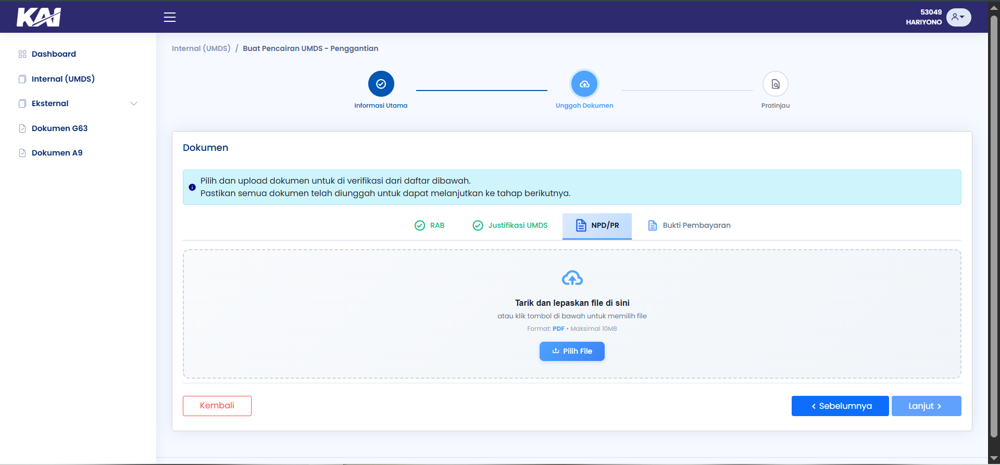 KAI
53049
HARIYONO
Dashboard
Internal (UMDS)
Eksternal
Dokumen G63
Dokumen A9
Internal (UMDS) / Buat Pencairan UMDS - Penggantian
Informasi Utama
Unggah Dokumen
Pratinjau
Dokumen
Pilih dan upload dokumen untuk di verifikasi dari daftar dibawah.
Pastikan semua dokumen telah diunggah untuk dapat melanjutkan ke tahap berikutnya.
RAB
Justifikasi UMDS
NPD/PR
Bukti Pembayaran
Tarik dan lepaskan file di sini
atau klik tombol di bawah untuk memilih file
Format: PDF • Maksimal 10MB
Pilih File
Kembali
Sebelumnya
Lanjut